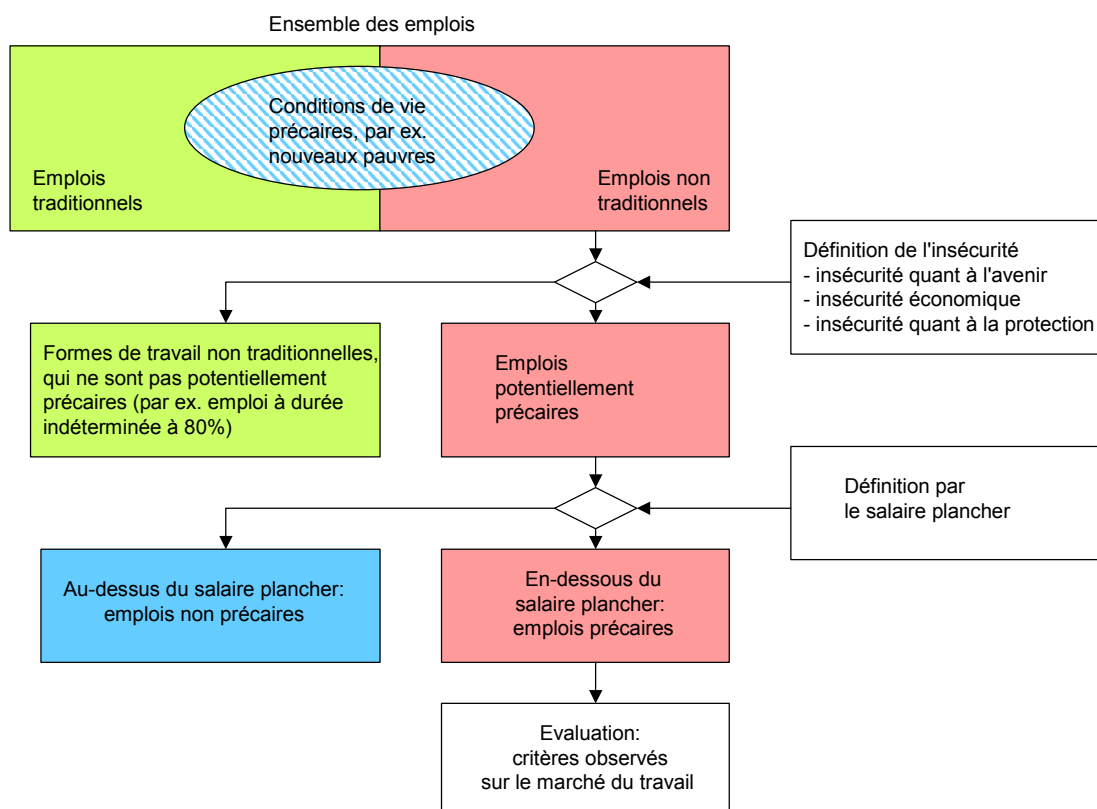 Ensemble des emplois
Conditions de vie
précaires, par ex.
nouveaux pauvres
Emplois
traditionnels
Emplois non
traditionnels
Définition de l'insécurité
- insécurité quant à l'avenir
- insécurité économique
- insécurité quant à la protection
Formes de travail non traditionnelles,
qui ne sont pas potentiellement
précaires (par ex. emploi à durée
indéterminée à 80%)
Emplois
potentiellement
précaires
Définition par
le salaire plancher
Au-dessus du salaire plancher:
emplois non précaires
En-dessous du
salaire plancher:
emplois précaires
Evaluation:
critères observés
sur le marché du travail